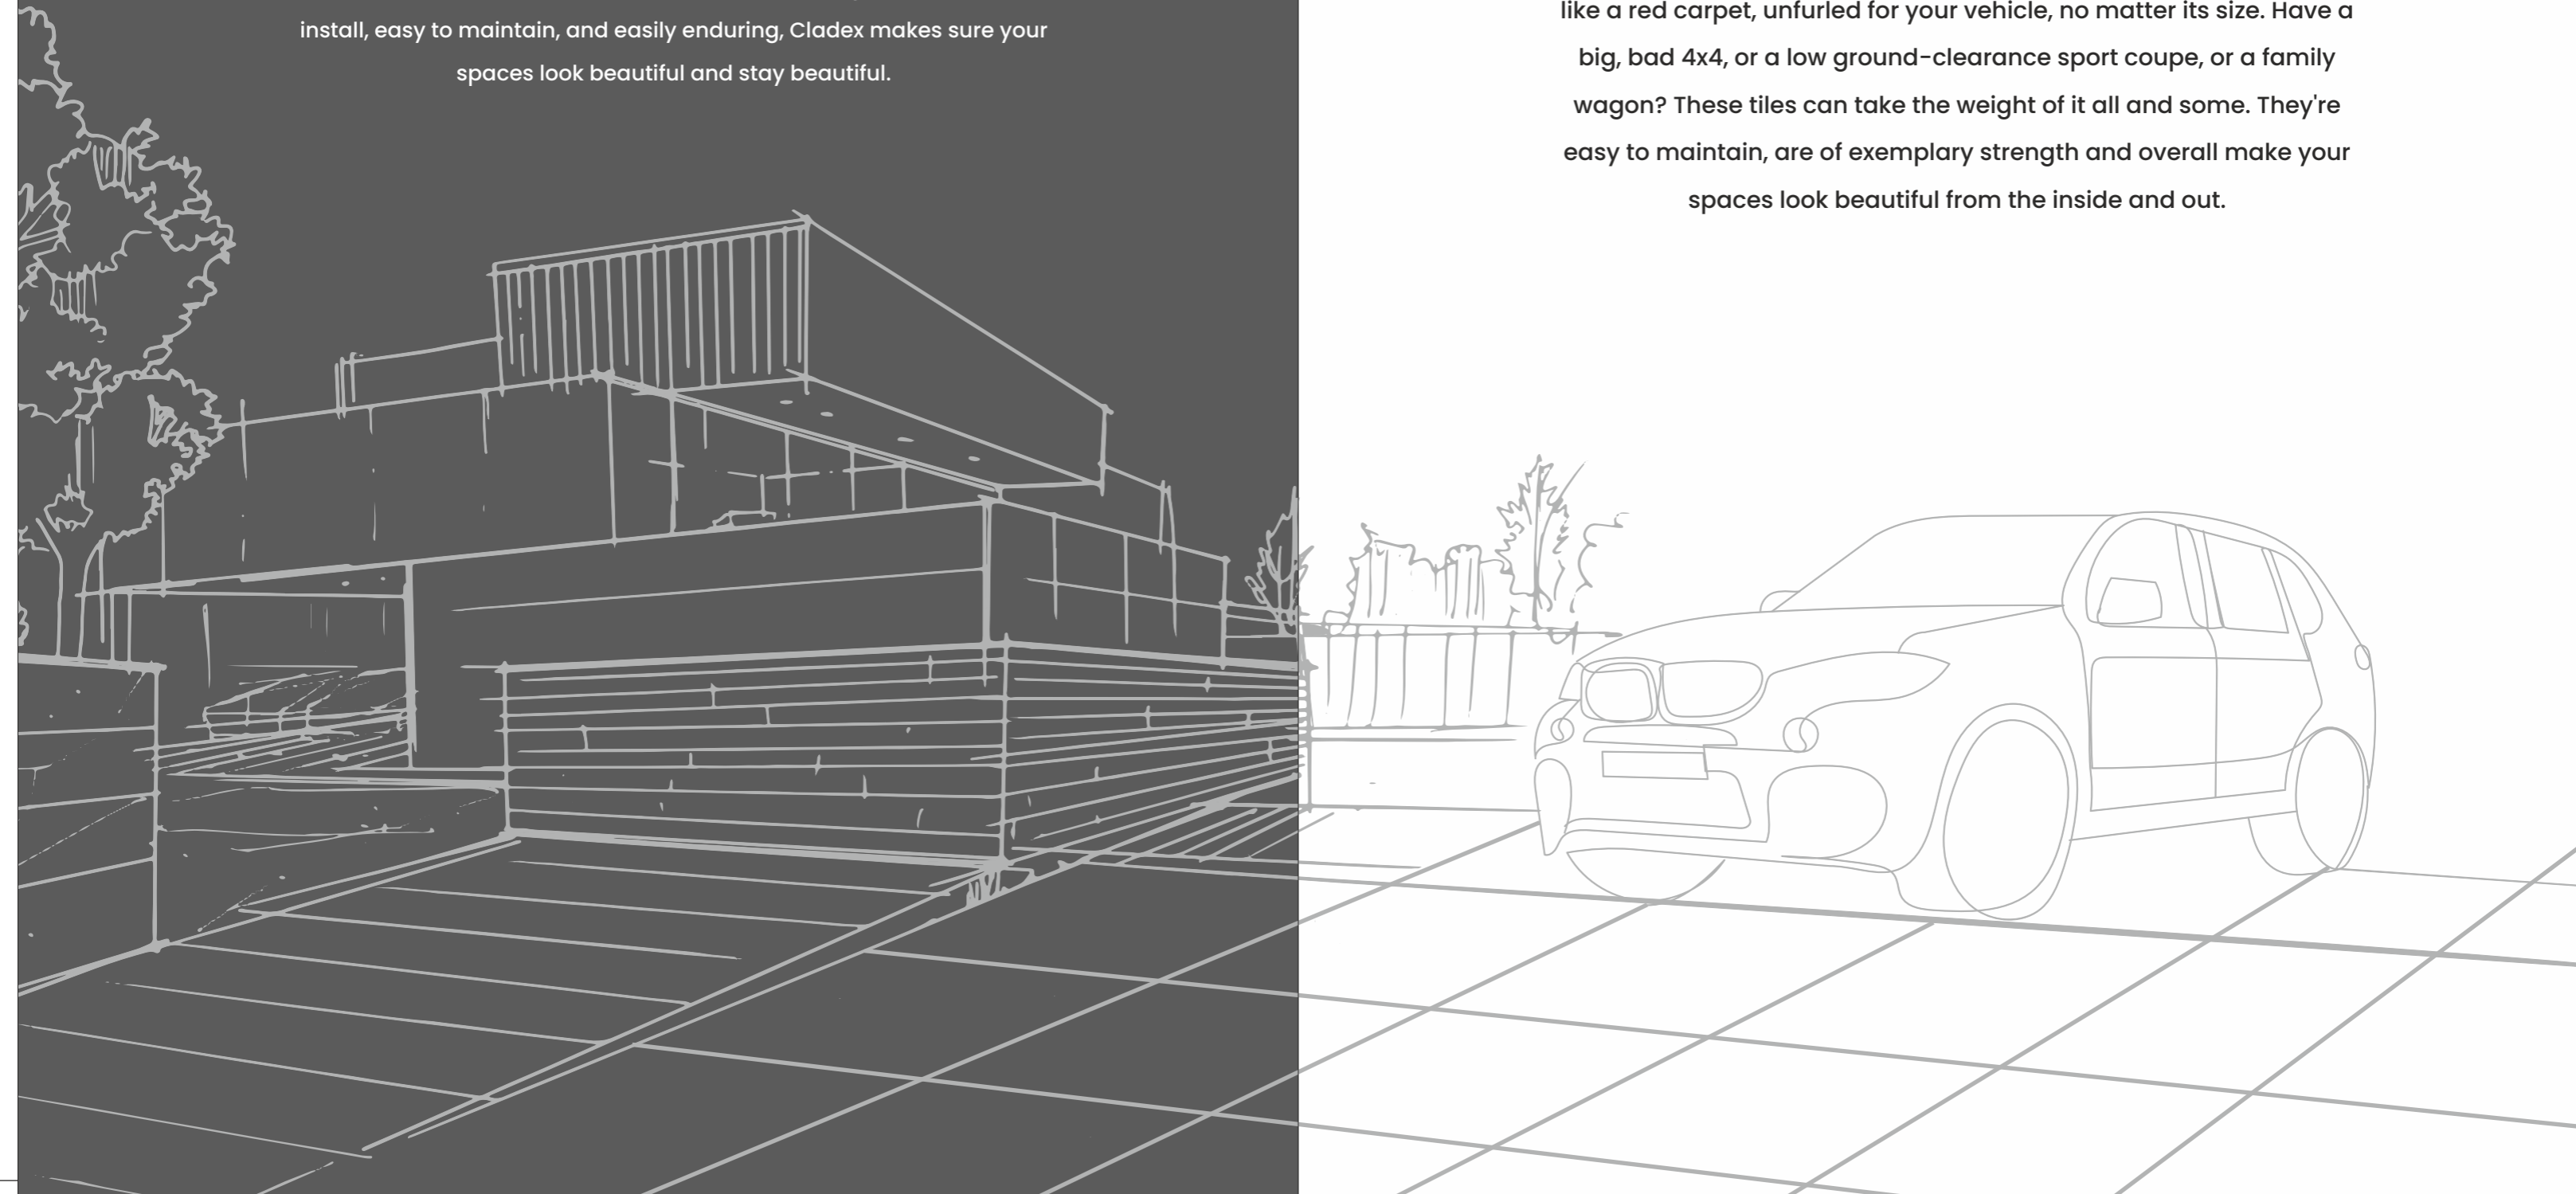 install, easy to maintain, and easily enduring, Cladex makes sure your
spaces look beautiful and stay beautiful.
like a red carpet, unfurled for your vehicle, no matter its size. Have a
big, bad 4x4, or a low ground-clearance sport coupe, or a family
wagon? These tiles can take the weight of it all and some. They're
easy to maintain, are of exemplary strength and overall make your
spaces look beautiful from the inside and out.